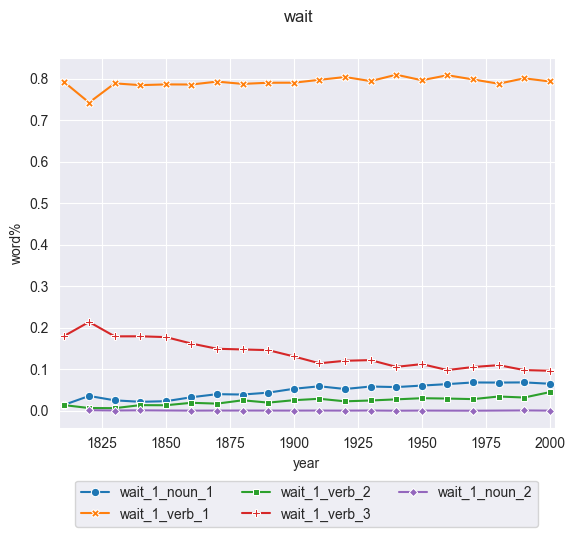 wait
0.8
0.7
0.6
0.5
0.4
0.3
0.2
0.1
0.0
word%
1825 1850 1875 1900 1925 1950 1975 2000
year
wait_1_noun_1 wait_1_verb_2 wait_1_noun_2
wait_1_verb_1 wait_1_verb_3